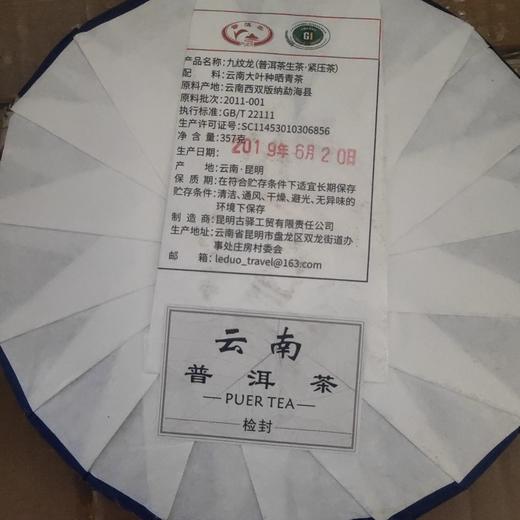 普洱茶
GI
产品名称:九纹龙(普洱茶生茶·紧压茶)
配 料:云南大叶种晒青茶
原料产地:云南西双版纳勐海县
原料批次:2011-001
执行标准:GB/T 22111
生产许可证号:SC11453010306856
净 含 量:357克
生产日期:2019年6月20日
产 地:云南·昆明
保 质 期:在符合贮存条件下适宜长期保存
贮存条件:清洁、通风、干燥、避光、无异味的
环境下保存
制 造 商:昆明古驿工贸有限责任公司
生产地址:云南省昆明市盘龙区双龙街道办
事处庄房村委会
邮 箱:leduo_travel@163.com
云南
普洱茶
PUER TEA
检封